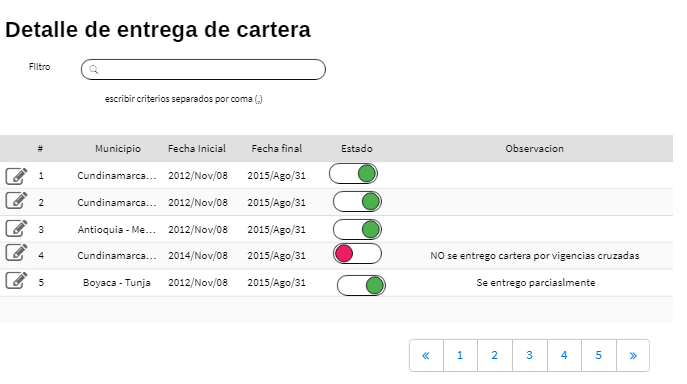 Detalle de entrega de cartera
Filtro
escribir criterios separados por coma (,)
# Municipio Fecha Inicial Fecha final Estado Observacion
1 Cundinamarca... 2012/Nov/08 2015/Ago/31
2 Cundinamarca... 2012/Nov/08 2015/Ago/31
3 Antioquia - Me... 2012/Nov/08 2015/Ago/31
4 Cundinamarca... 2014/Nov/08 2015/Ago/31 NO se entrego cartera por vigencias cruzadas
5 Boyaca - Tunja 2012/Nov/08 2015/Ago/31 Se entrego parciaslmente
« 1 2 3 4 5 »